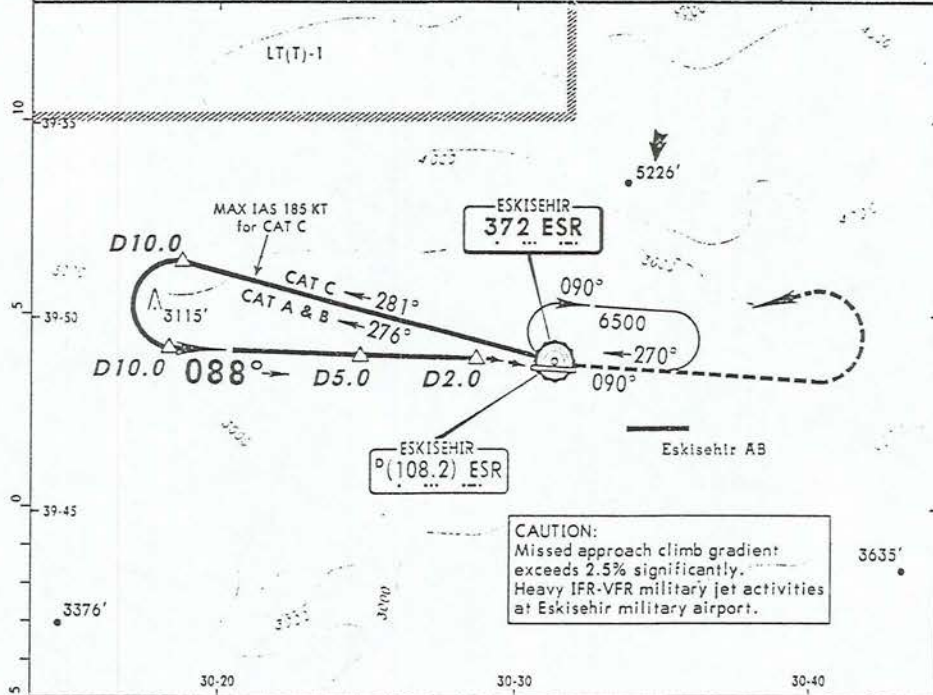 LT(T)-1
10
39-55
4000
5226'
ESKISEHIR
372 ESR
MAX IAS 185 KT
for CAT C
D10.0
CAT C 281°
CAT A & B 276°
3115'
090°
6500
270°
090°
5
39-50
D10.0
088°
D5.0
D2.0
ESKISEHIR
D(108.2) ESR
Eskisehir AB
0
39-45
CAUTION:
Missed approach climb gradient
exceeds 2.5% significantly.
Heavy IFR-VFR military jet activities
at Eskisehir military airport.
3635'
3376'
3000
5
30-20
30-30
30-40